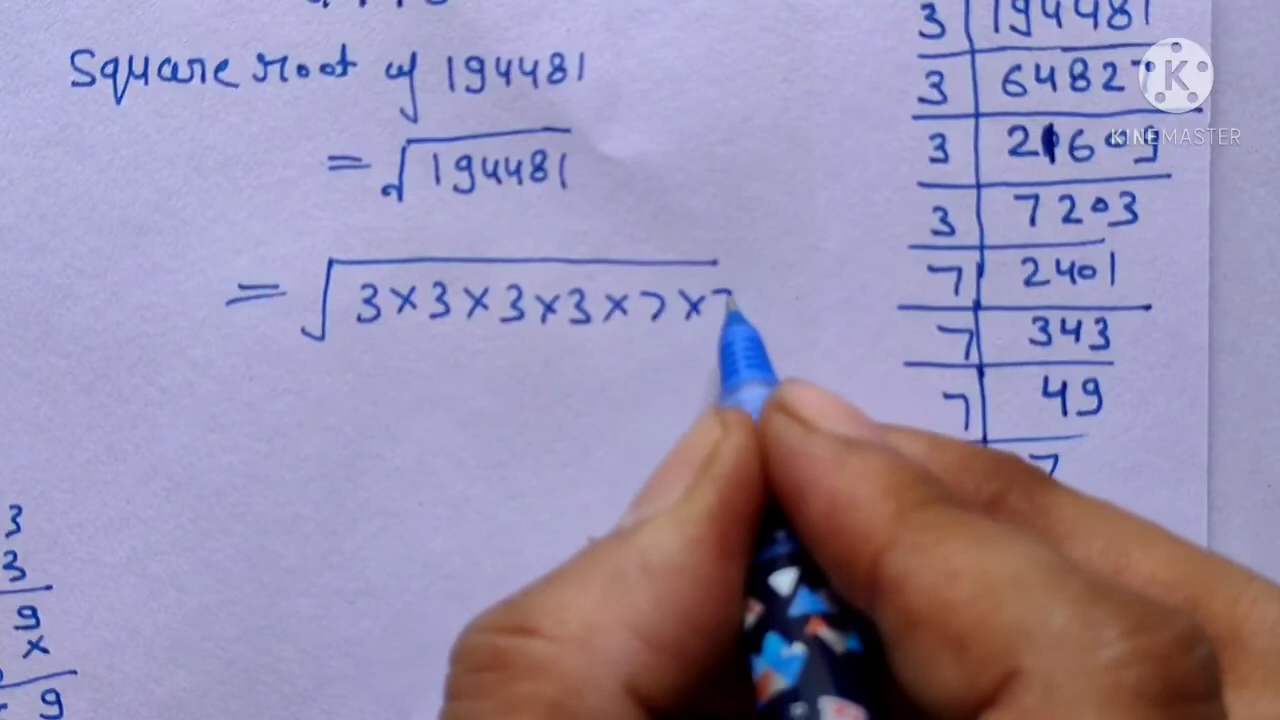 Square root of 194481
= √194481
= √3×3×3×3×7×7
3 | 194481
3 | 64827
3 | 21609
3 | 7203
7 | 2401
7 | 343
7 | 49
7
3
3
9
×
9
K
KINEMASTER